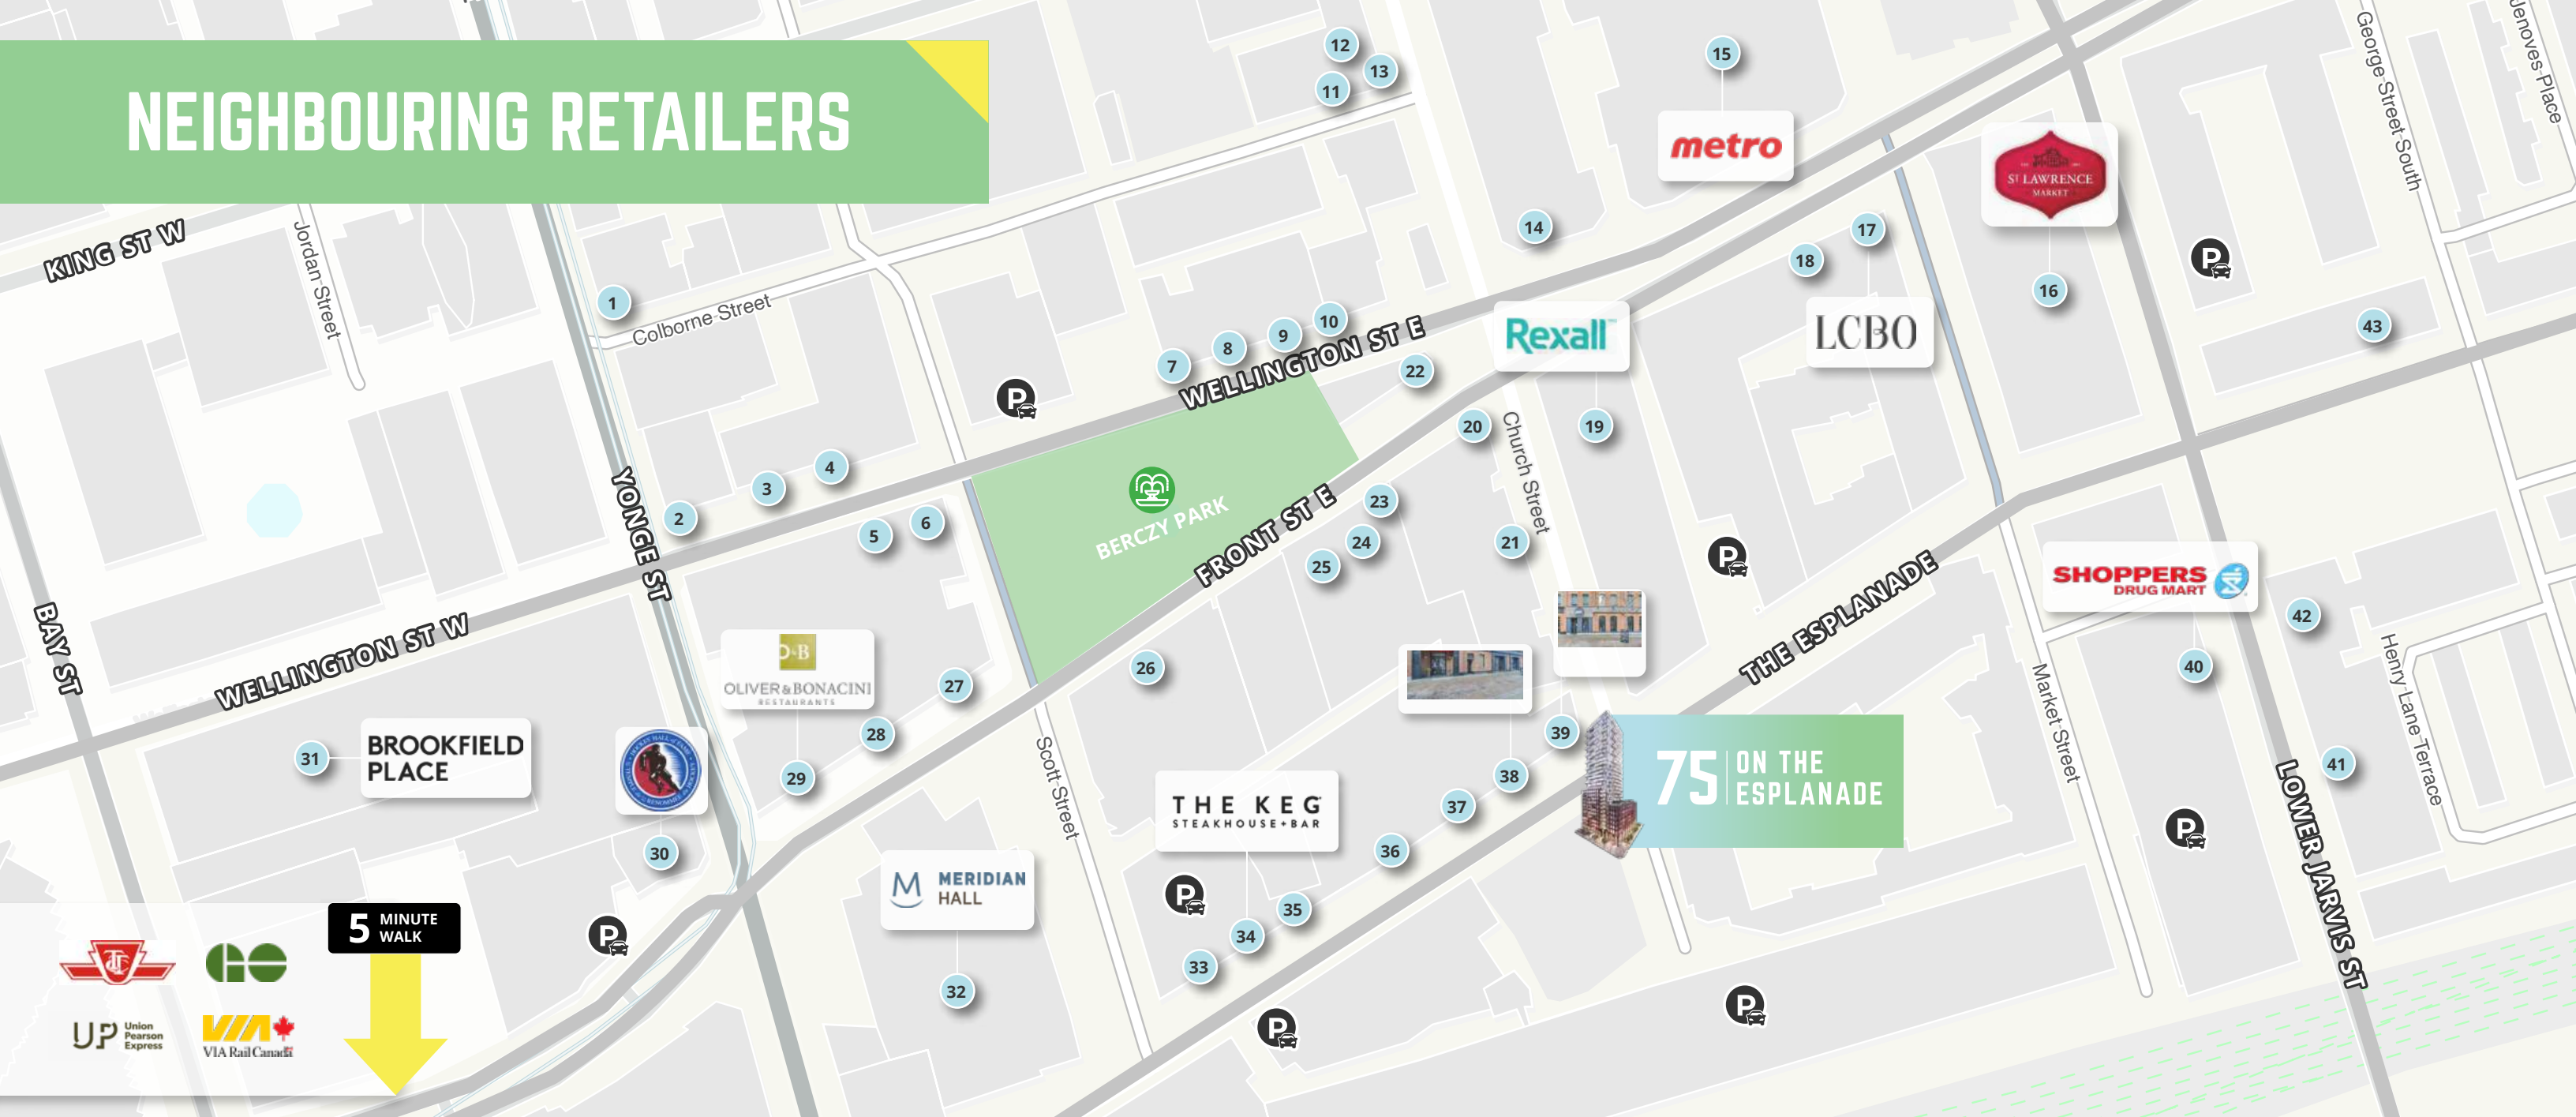 NEIGHBOURING RETAILERS
12
13
11
15
metro
ST LAWRENCE
MARKET
George Street South
Jenoves Place
KING ST W
Jordan Street
1
Colborne Street
14
17
18
16
P
43
7
8
9
10
WELLINGTON ST E
22
Rexall
LCBO
P
4
3
2
YONGE ST
5
6
BERCZY PARK
FRONT ST E
20
19
Church Street
23
24
25
21
P
THE ESPLANADE
SHOPPERS
DRUG MART
42
BAY ST
WELLINGTON ST W
O&B
OLIVER & BONACINI
RESTAURANTS
26
27
28
29
40
Henry Lane Terrace
Market Street
31
BROOKFIELD
PLACE
30
Scott Street
THE KEG
STEAKHOUSE + BAR
39
38
37
36
75
ON THE
ESPLANADE
41
LOWER JARVIS ST
P
MERIDIAN
HALL
32
P
35
34
33
P
P
P
5 MINUTE
WALK
TTC
GO
UP Union
Pearson
Express
VIA
VIA Rail Canada